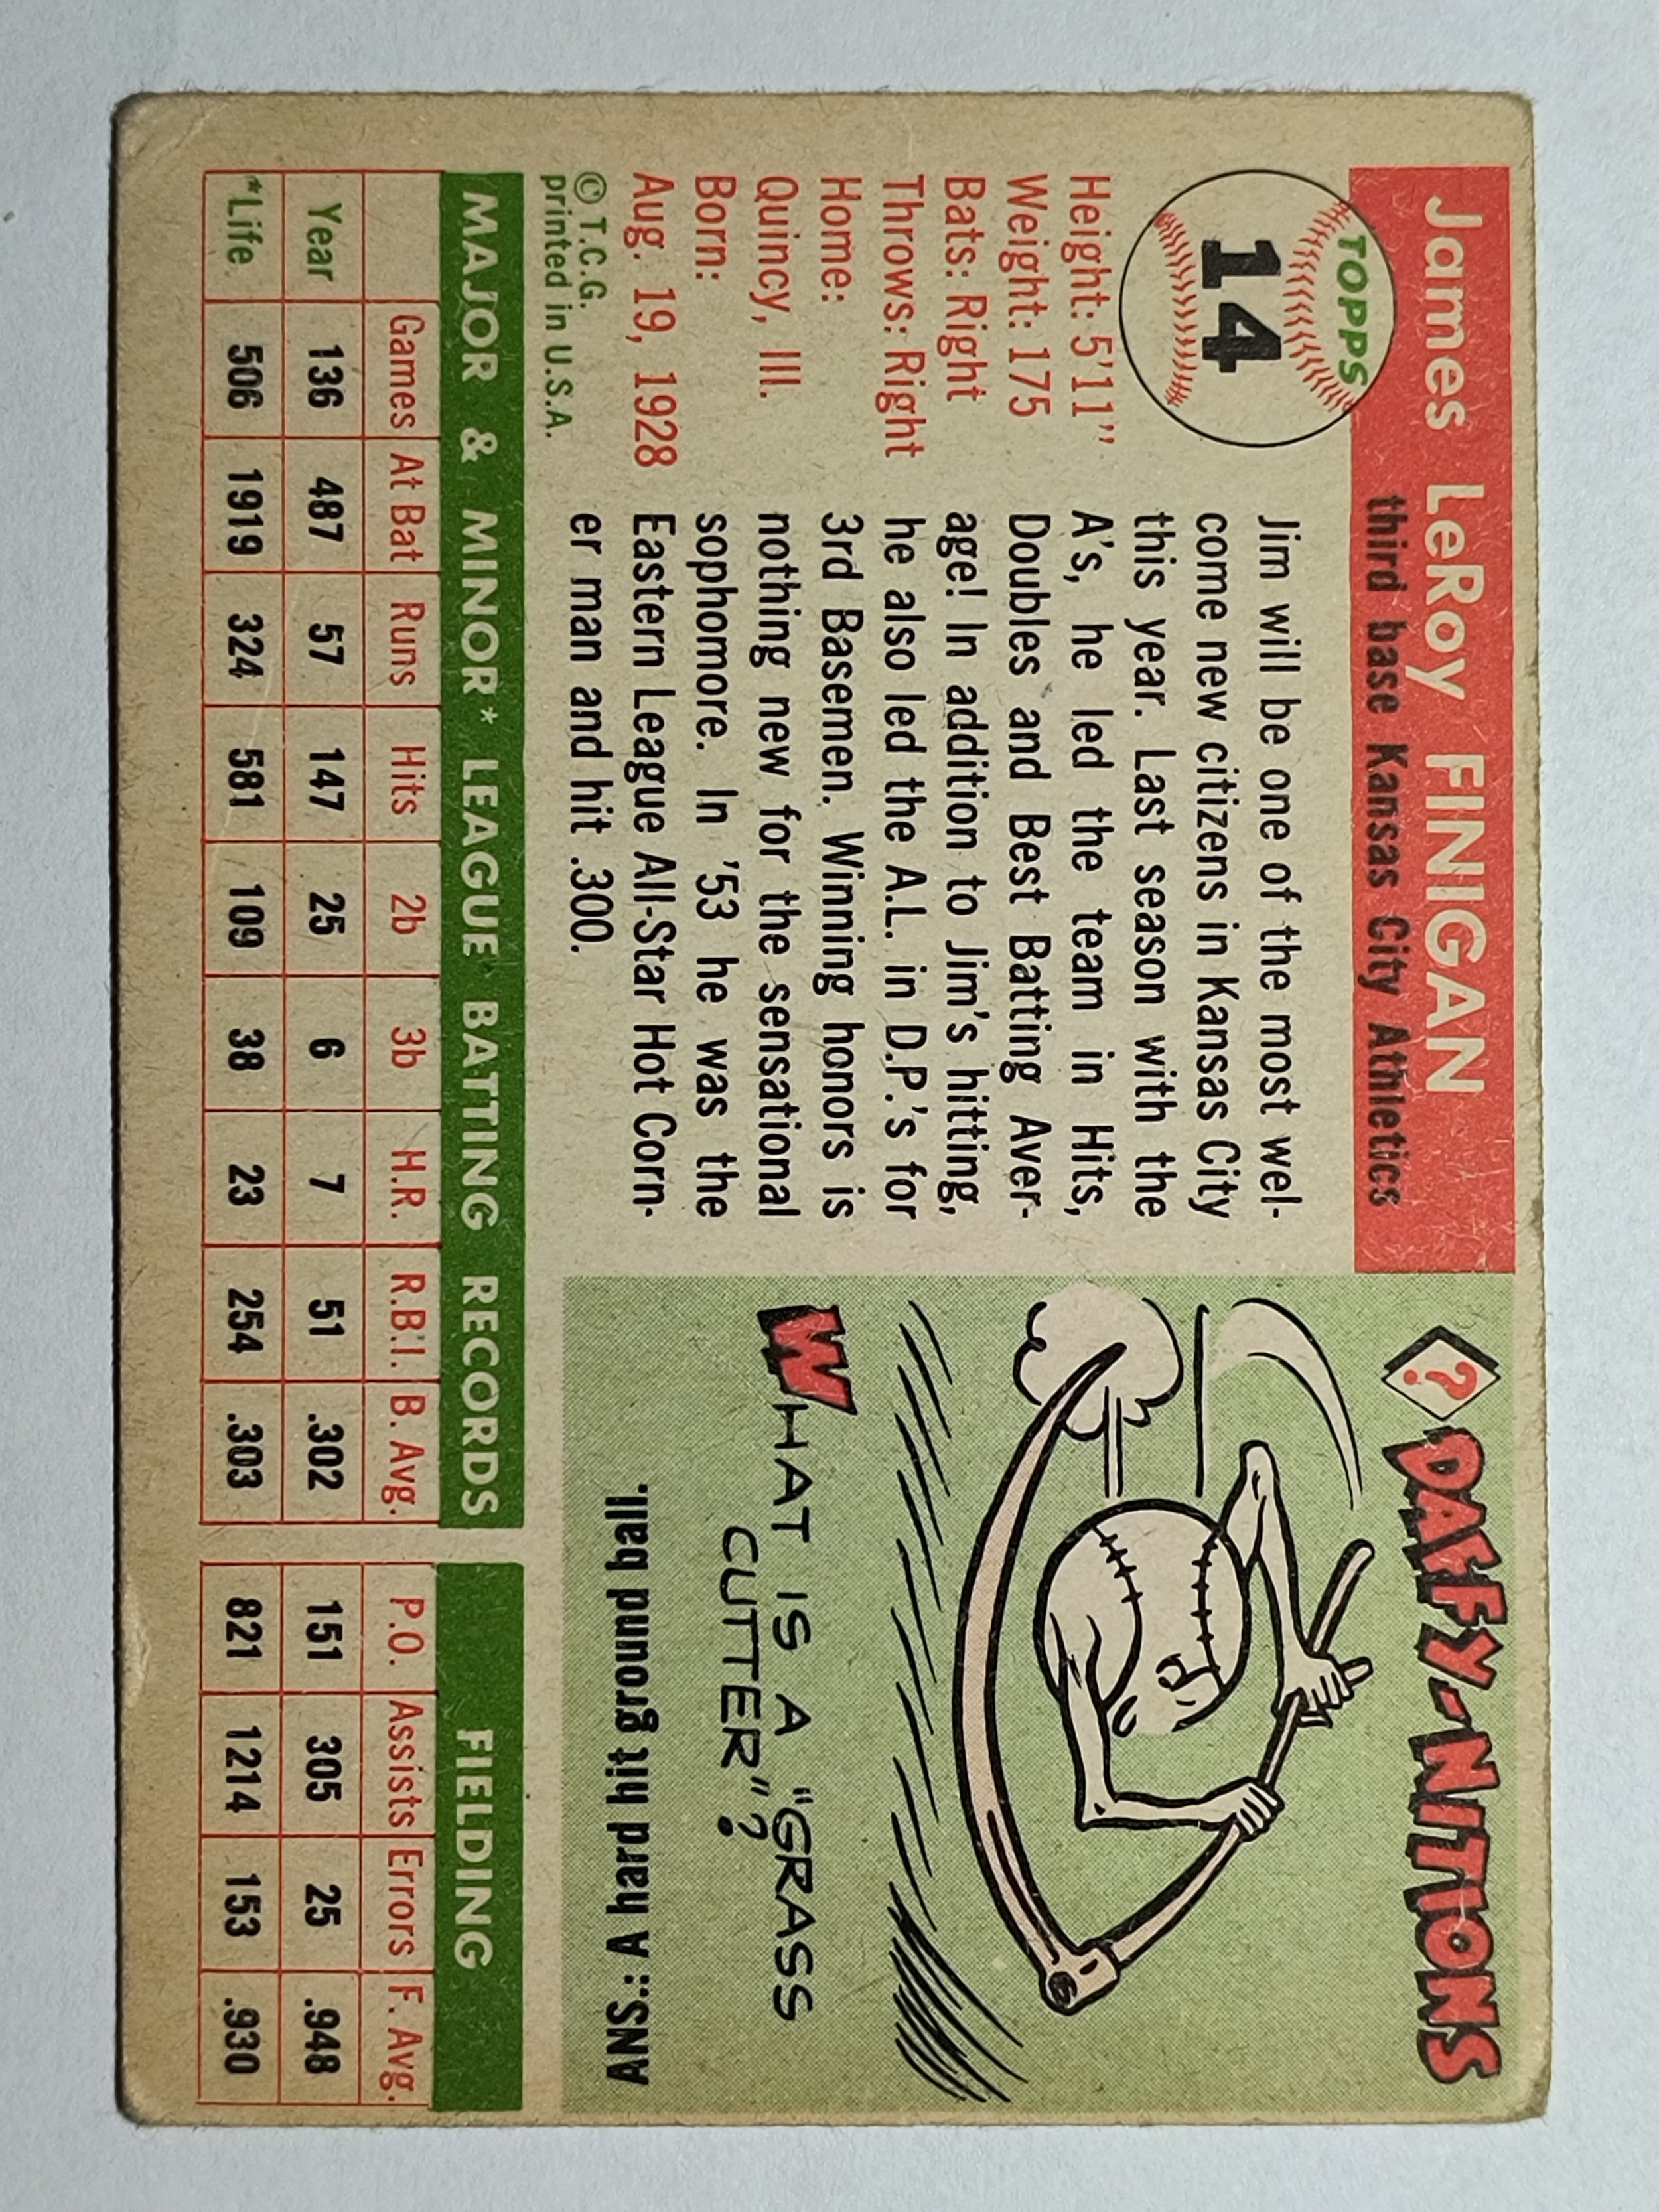 James LeRoy FINIGAN
third base Kansas City Athletics
TOPPS
14
Height: 5'11"
Weight: 175
Bats: Right
Throws: Right
Home:
Quincy, Ill.
Born:
Aug. 19, 1928
© T.C.G.
printed in U.S.A.
Jim will be one of the most wel-
come new citizens in Kansas City
this year. Last season with the
A's, he led the team in Hits,
Doubles and Best Batting Aver-
age! In addition to Jim's hitting,
he also led the A.L. in D.P.'s for
3rd Basemen. Winning honors is
nothing new for the sensational
sophomore. In '53 he was the
Eastern League All-Star Hot Corn-
er man and hit .300.
? DAFFY-NITIONS
WHAT IS A "GRASS
CUTTER"?
ANS.: A hard hit ground ball.
MAJOR & MINOR* LEAGUE BATTING RECORDS
Games At Bat Runs Hits 2b 3b H.R. R.B.I. B. Avg.
Year 136 487 57 147 25 6 7 51 .302
*Life 506 1919 324 581 109 38 23 254 .303
FIELDING
P.O. Assists Errors F. Avg.
151 305 25 .948
821 1214 153 .930